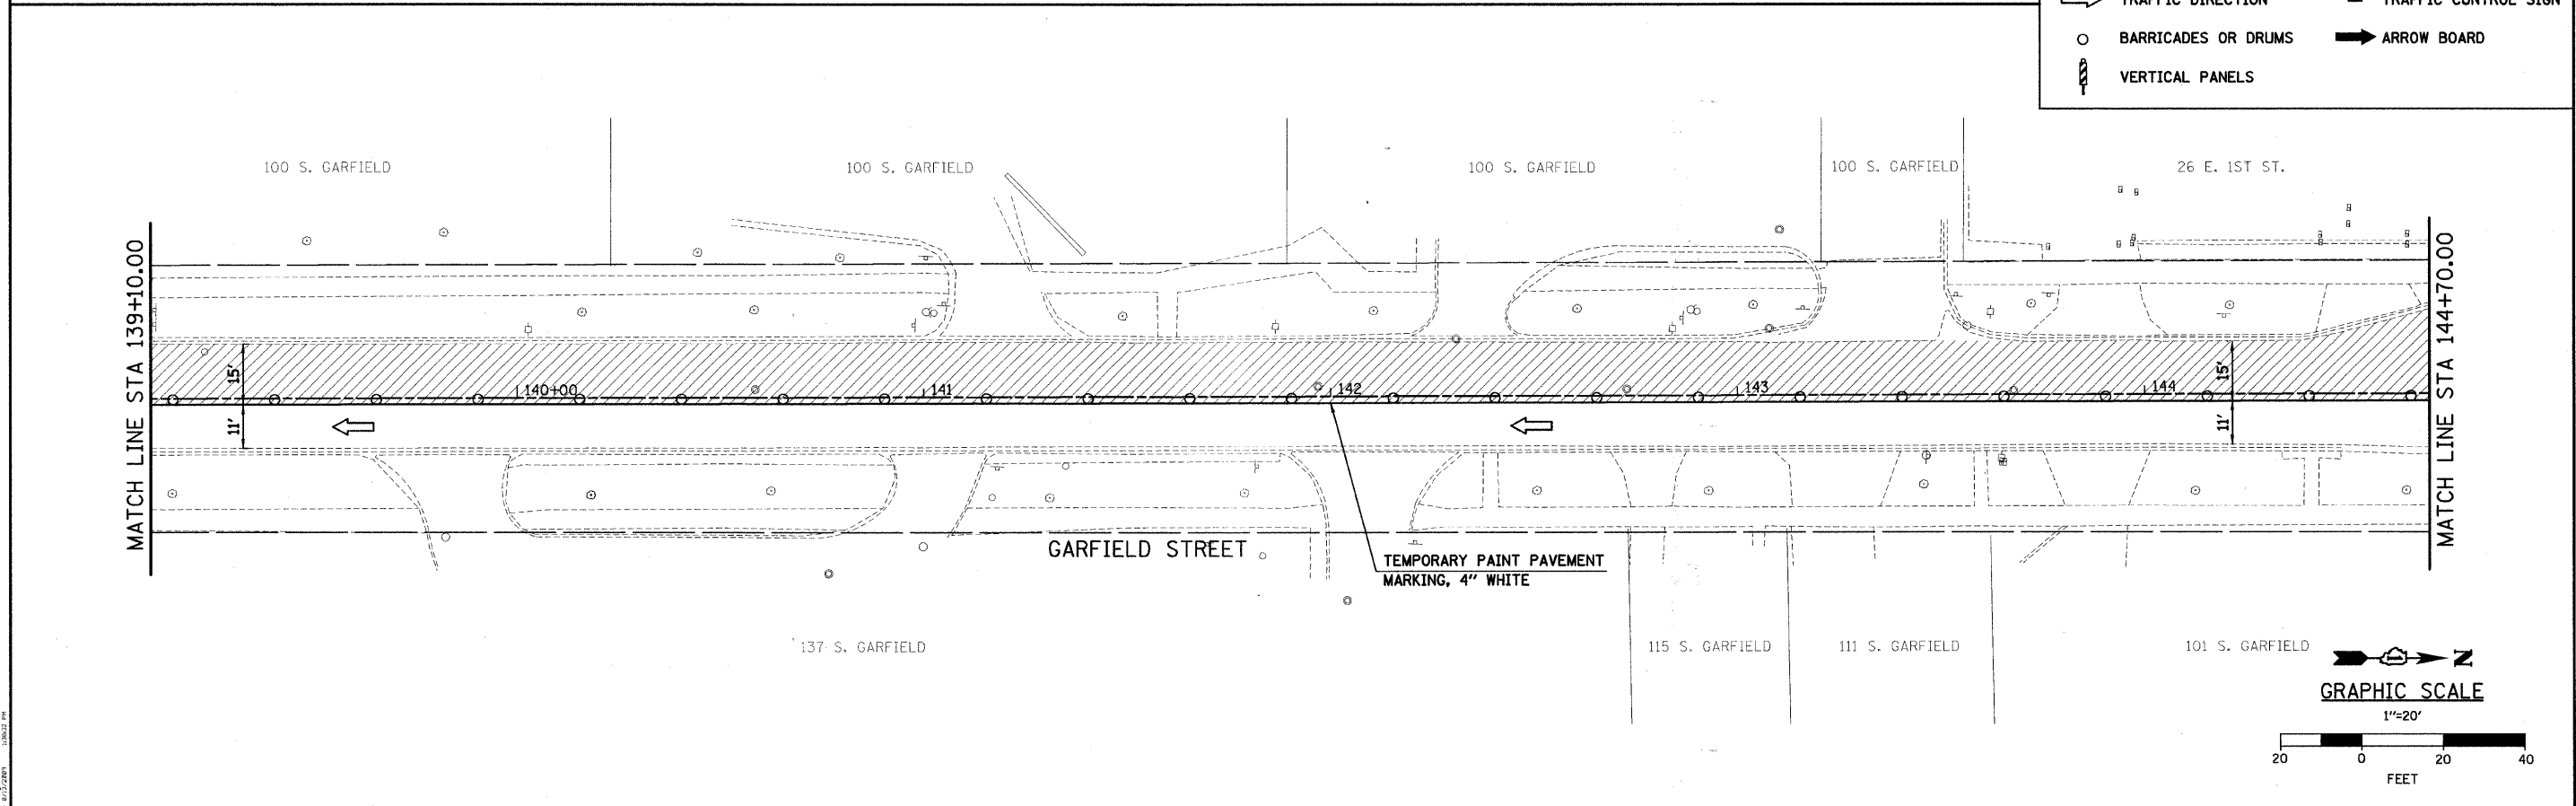 TRAFFIC DIRECTION
TRAFFIC CONTROL SIGN
BARRICADES OR DRUMS
ARROW BOARD
VERTICAL PANELS
100 S. GARFIELD
100 S. GARFIELD
100 S. GARFIELD
100 S. GARFIELD
26 E. 1ST ST.
MATCH LINE STA 139+10.00
MATCH LINE STA 144+70.00
15'
15'
140+00
141
142
143
144
11'
11'
GARFIELD STREET
TEMPORARY PAINT PAVEMENT
MARKING, 4" WHITE
137 S. GARFIELD
115 S. GARFIELD
111 S. GARFIELD
101 S. GARFIELD
N
GRAPHIC SCALE
1"=20'
20 0 20 40
FEET